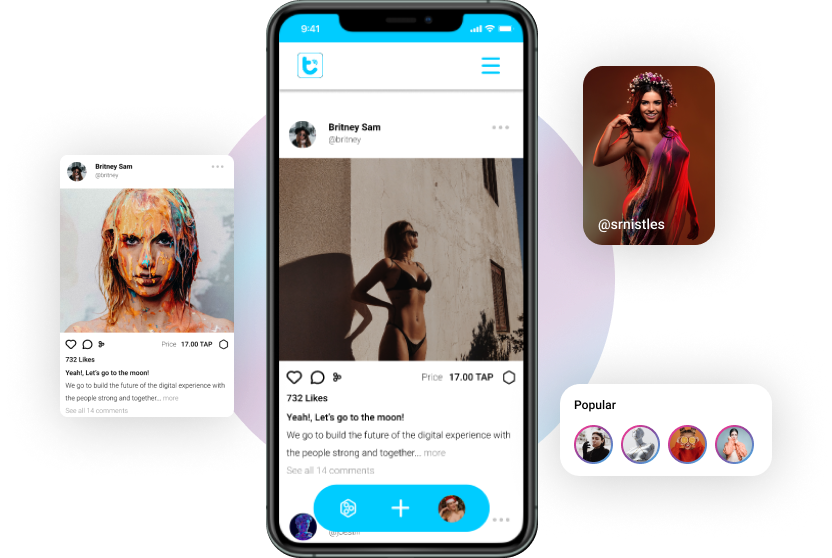 9:41
Britney Sam
@britney
Price 17.00 TAP
732 Likes
Yeah!, Let's go to the moon!
We go to build the future of the digital experience with
the people strong and together... more
See all 14 comments
Britney Sam
@britney
Price 17.00 TAP
732 Likes
Yeah!, Let's go to the moon!
We go to build the future of the digital experience with
the people strong and together... more
See all 14 comments
@srnistles
Popular